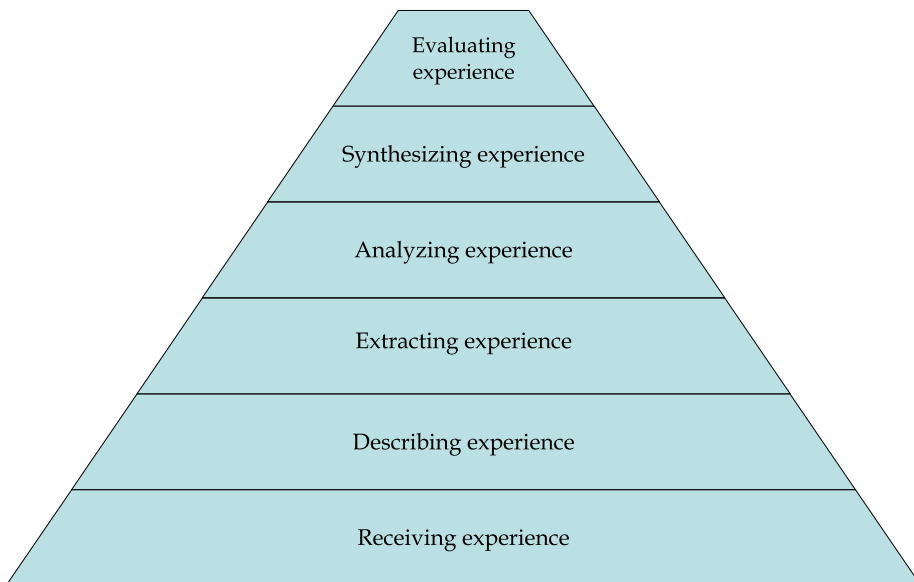 Evaluating
experience
Synthesizing experience
Analyzing experience
Extracting experience
Describing experience
Receiving experience